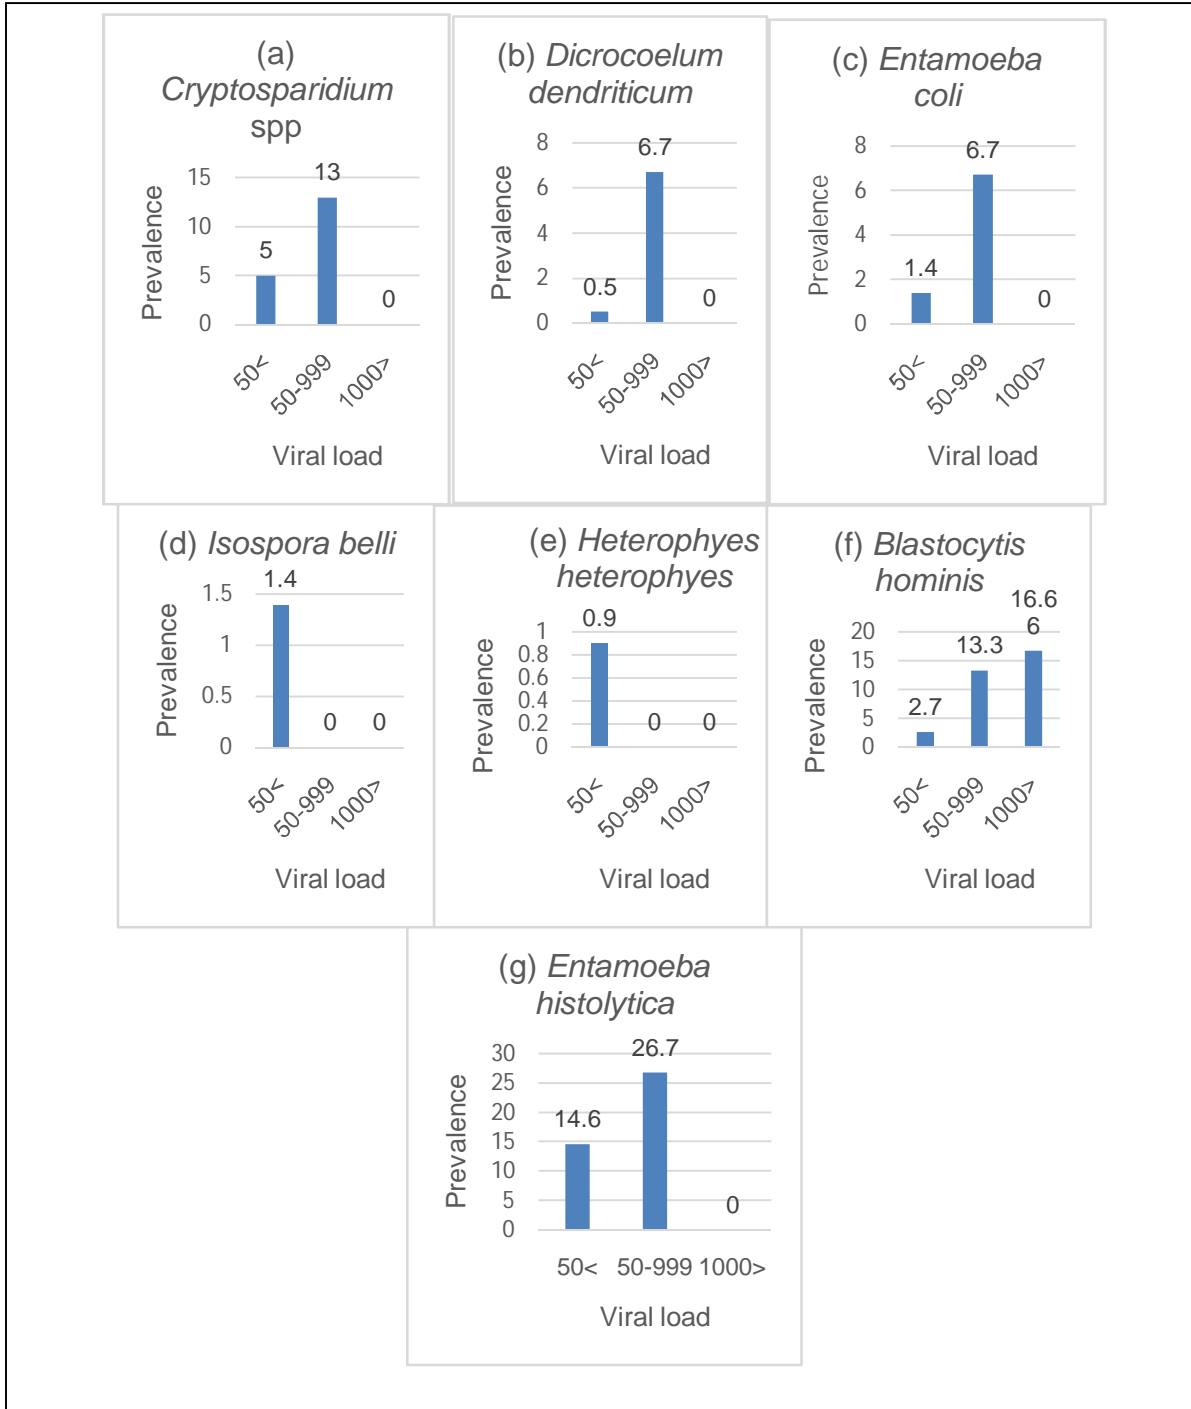 (a)
Cryptosparidium
spp
15
10
5
0
5
13
0
50<
50-999
1000>
Prevalence
Viral load
(b) Dicrocoelum
dendriticum
8
6
4
2
0
0.5
6.7
0
50<
50-999
1000>
Prevalence
Viral load
(c) Entamoeba
coli
8
6
4
2
0
1.4
6.7
0
50<
50-999
1000>
Prevalence
Viral load
(d) Isospora belli
1.5
1
0.5
0
1.4
0
0
50<
50-999
1000>
Prevalence
Viral load
(e) Heterophyes
heterophyes
1
0.8
0.6
0.4
0.2
0
0.9
0
0
50<
50-999
1000>
Prevalence
Viral load
(f) Blastocytis
hominis
20
15
10
5
0
2.7
13.3
16.6
6
50<
50-999
1000>
Prevalence
Viral load
(g) Entamoeba
histolytica
30
25
20
15
10
5
0
14.6
26.7
0
50< 50-999 1000>
Prevalence
Viral load